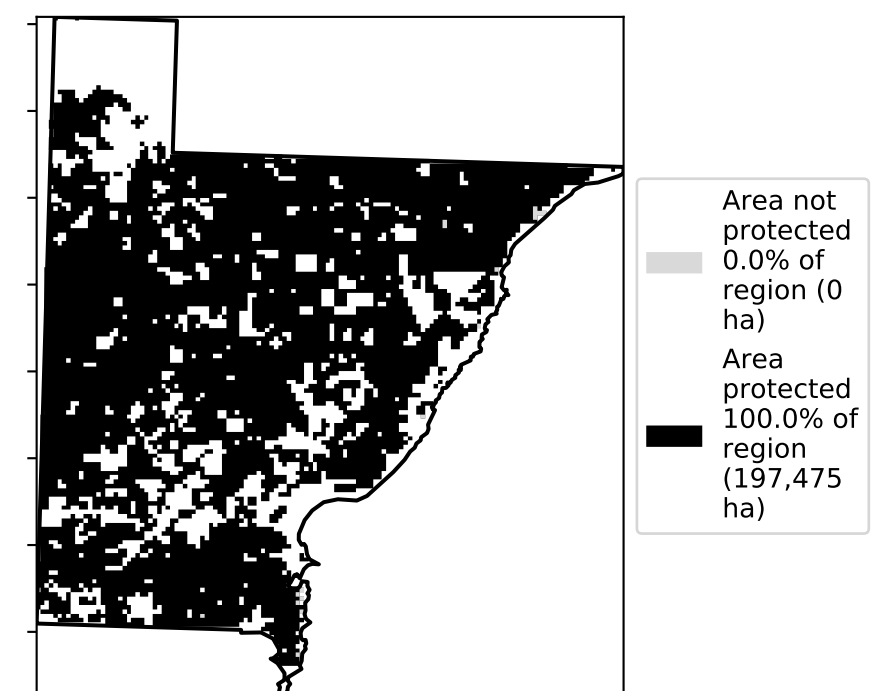 Area not
protected
0.0% of
region (0
ha)
Area
protected
100.0% of
region
(197,475
ha)